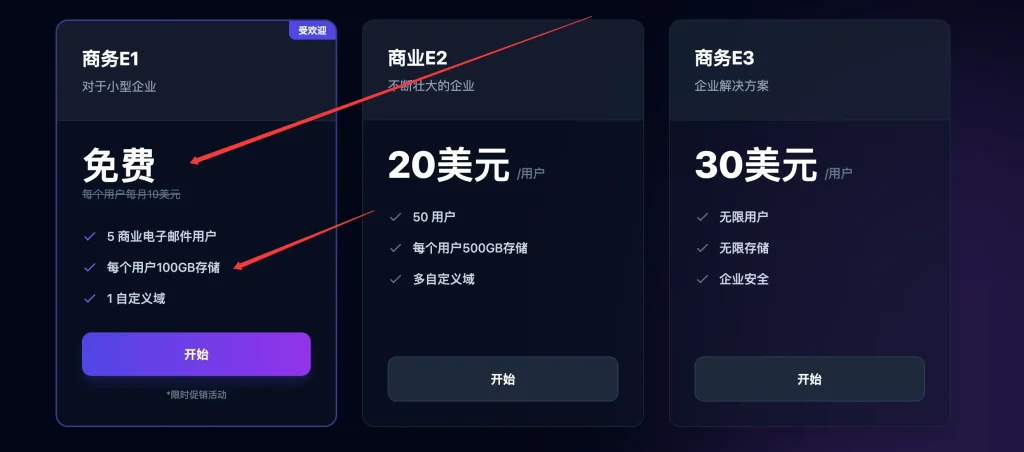 受欢迎
商务E1
对于小型企业
免费
每个用户每月10美元
5 商业电子邮件用户
每个用户100GB存储
1 自定义域
开始
*限时促销活动
商业E2
不断壮大的企业
20美元 /用户
50 用户
每个用户500GB存储
多自定义域
开始
商务E3
企业解决方案
30美元 /用户
无限用户
无限存储
企业安全
开始